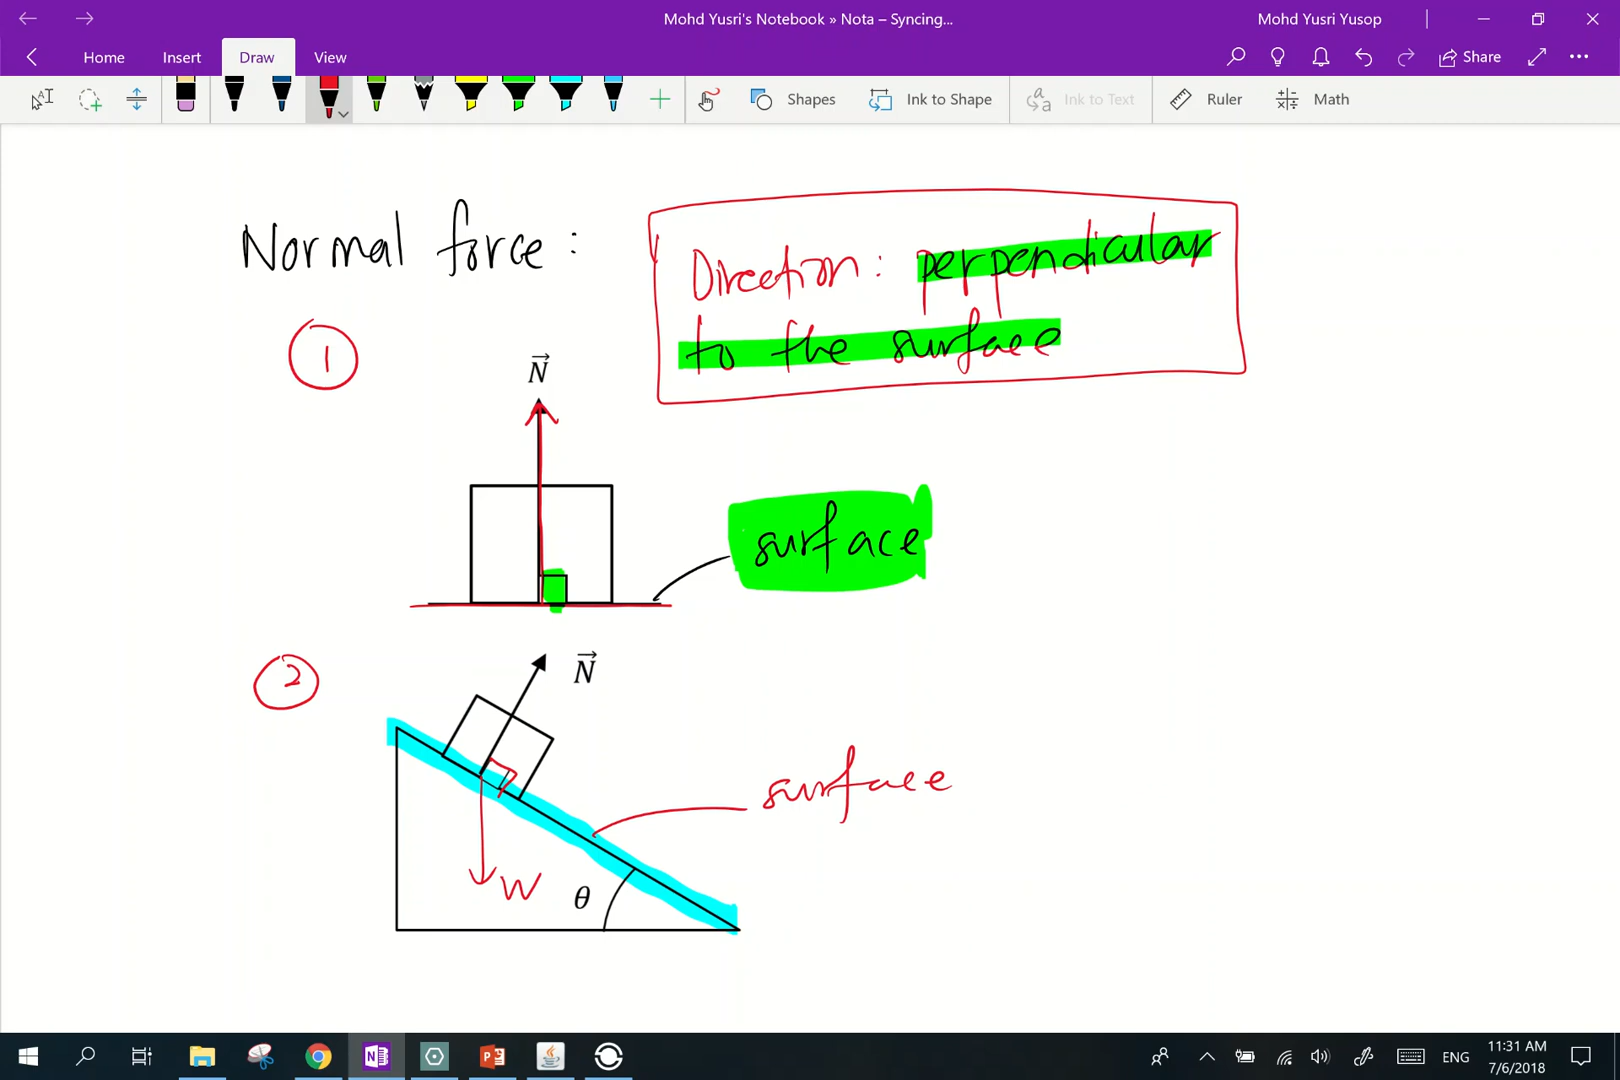 Mohd Yusri's Notebook » Nota – Syncing...
Mohd Yusri Yusop
Home
Insert
Draw
View
Share
Shapes
Ink to Shape
Ink to Text
Ruler
Math
Normal force :
Direction : perpendicular
to the surface
1
N
surface
2
N
surface
W
θ
ENG
11:31 AM
7/6/2018